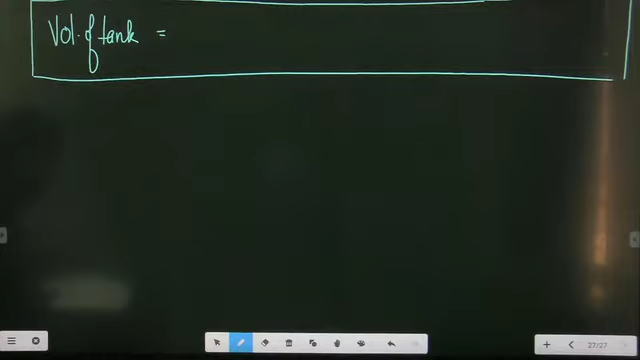 Vol. of tank =
27/27